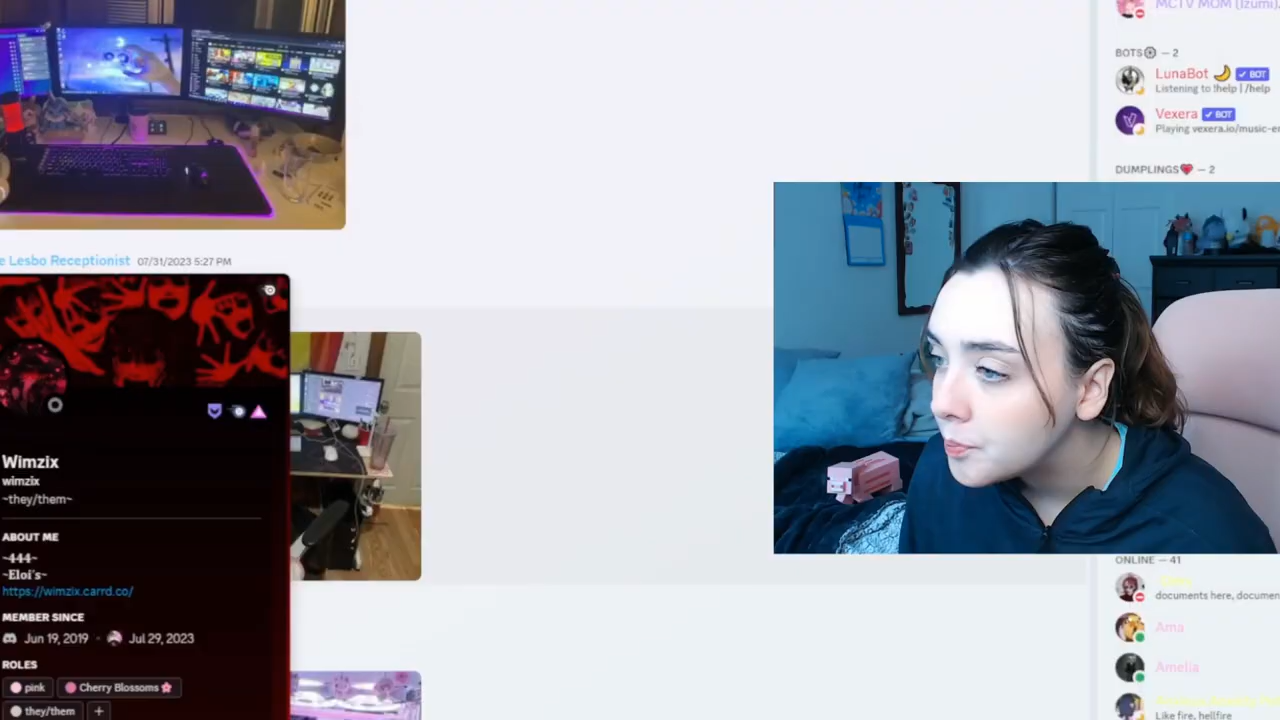 MCTV MOM (Izumi)
BOTS — 2
LunaBot 🌙 ✓ BOT
Listening to !help | /help
Vexera ✓ BOT
Playing vexera.io/music-
DUMPLINGS❤ — 2
e Lesbo Receptionist 07/31/2023 5:27 PM
Wimzix
wimzix
~they/them~
ABOUT ME
~444~
~Eloi's~
https://wimzix.carrd.co/
MEMBER SINCE
Jun 19, 2019 • Jul 29, 2023
ROLES
pink Cherry Blossoms🌸
they/them +
ONLINE — 41
documents here, documen
Ama
Amelia
Like fire, hellfire